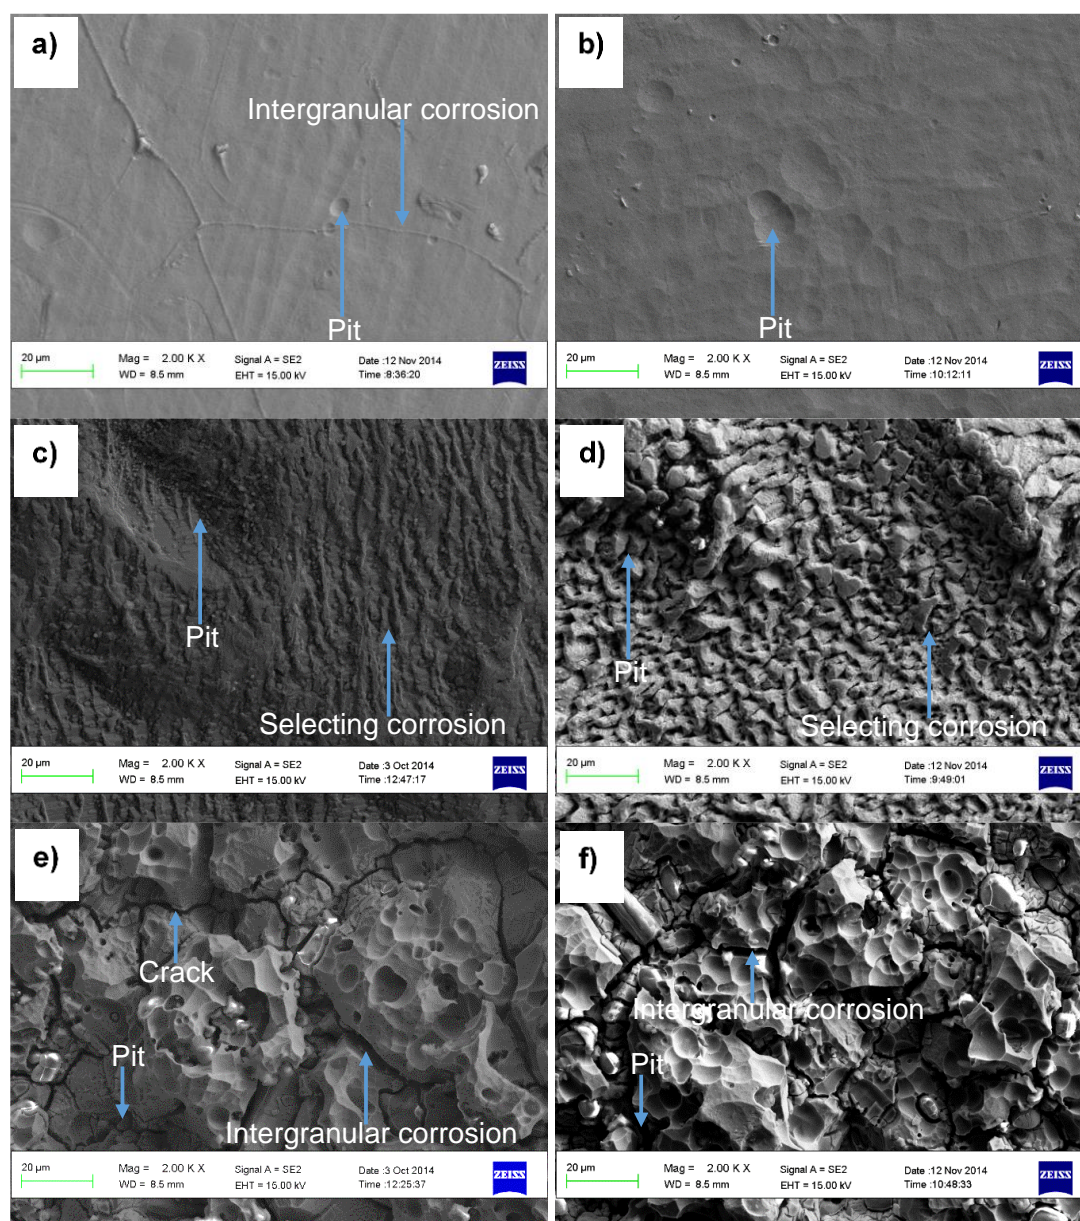 a)
Intergranular corrosion
Pit
20 µm
Mag = 2.00 K X
WD = 8.5 mm
Signal A = SE2
EHT = 15.00 kV
Date :12 Nov 2014
Time :8:36:20
ZEISS
b)
Pit
20 µm
Mag = 2.00 K X
WD = 8.5 mm
Signal A = SE2
EHT = 15.00 kV
Date :12 Nov 2014
Time :10:12:11
ZEISS
c)
Pit
Selecting corrosion
20 µm
Mag = 2.00 K X
WD = 8.5 mm
Signal A = SE2
EHT = 15.00 kV
Date :3 Oct 2014
Time :12:47:17
ZEISS
d)
Pit
Selecting corrosion
20 µm
Mag = 2.00 K X
WD = 8.5 mm
Signal A = SE2
EHT = 15.00 kV
Date :12 Nov 2014
Time :9:49:01
ZEISS
e)
Crack
Pit
Intergranular corrosion
20 µm
Mag = 2.00 K X
WD = 8.5 mm
Signal A = SE2
EHT = 15.00 kV
Date :3 Oct 2014
Time :12:25:37
ZEISS
f)
Intergranular corrosion
Pit
20 µm
Mag = 2.00 K X
WD = 8.5 mm
Signal A = SE2
EHT = 15.00 kV
Date :12 Nov 2014
Time :10:48:33
ZEISS